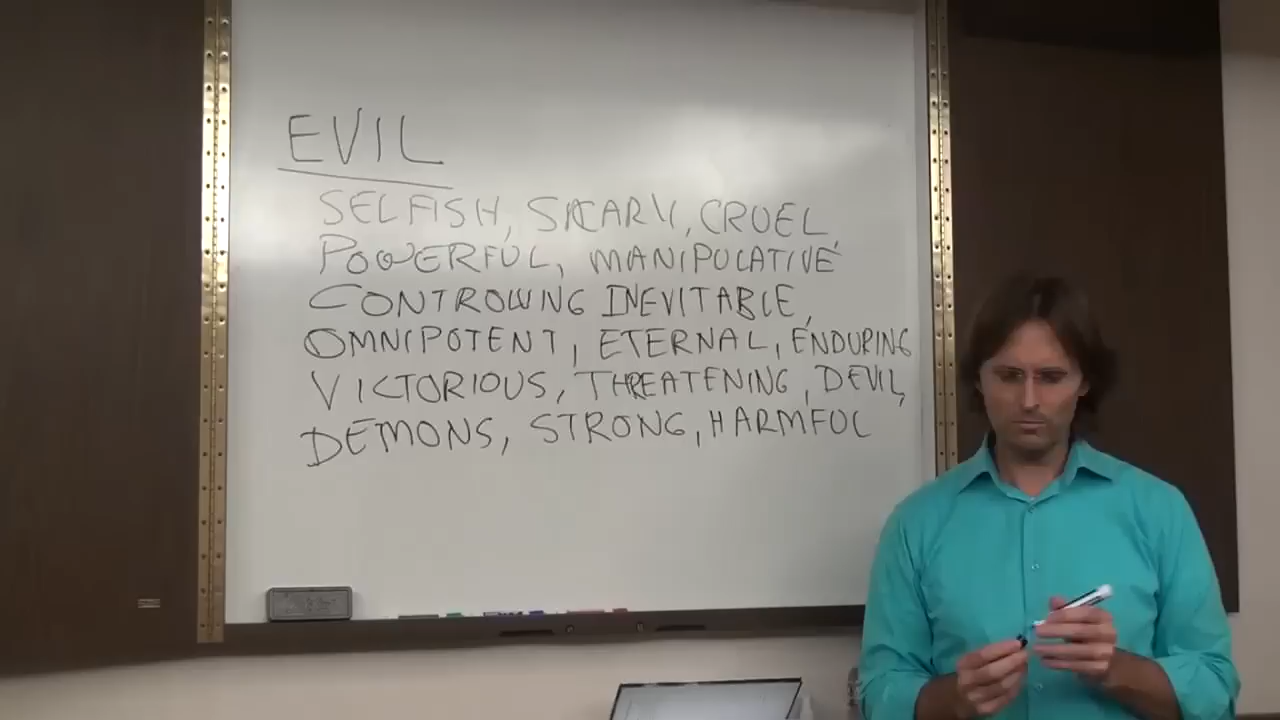 EVIL
SELFISH, SCARY, CRUEL,
POWERFUL, MANIPULATIVE
CONTROLLING INEVITABLE,
OMNIPOTENT, ETERNAL, ENDURING
VICTORIOUS, THREATENING, DEVIL,
DEMONS, STRONG, HARMFUL